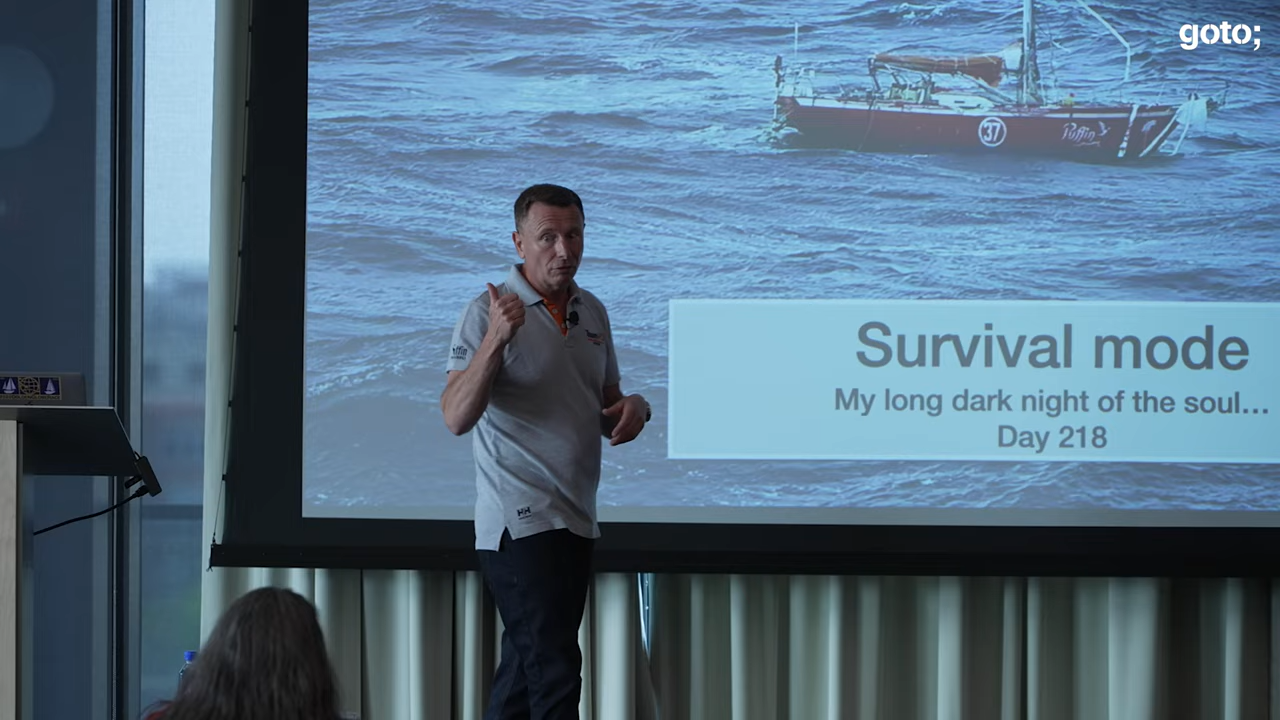 goto;
37
Puffin
Survival mode
My long dark night of the soul...
Day 218
HH